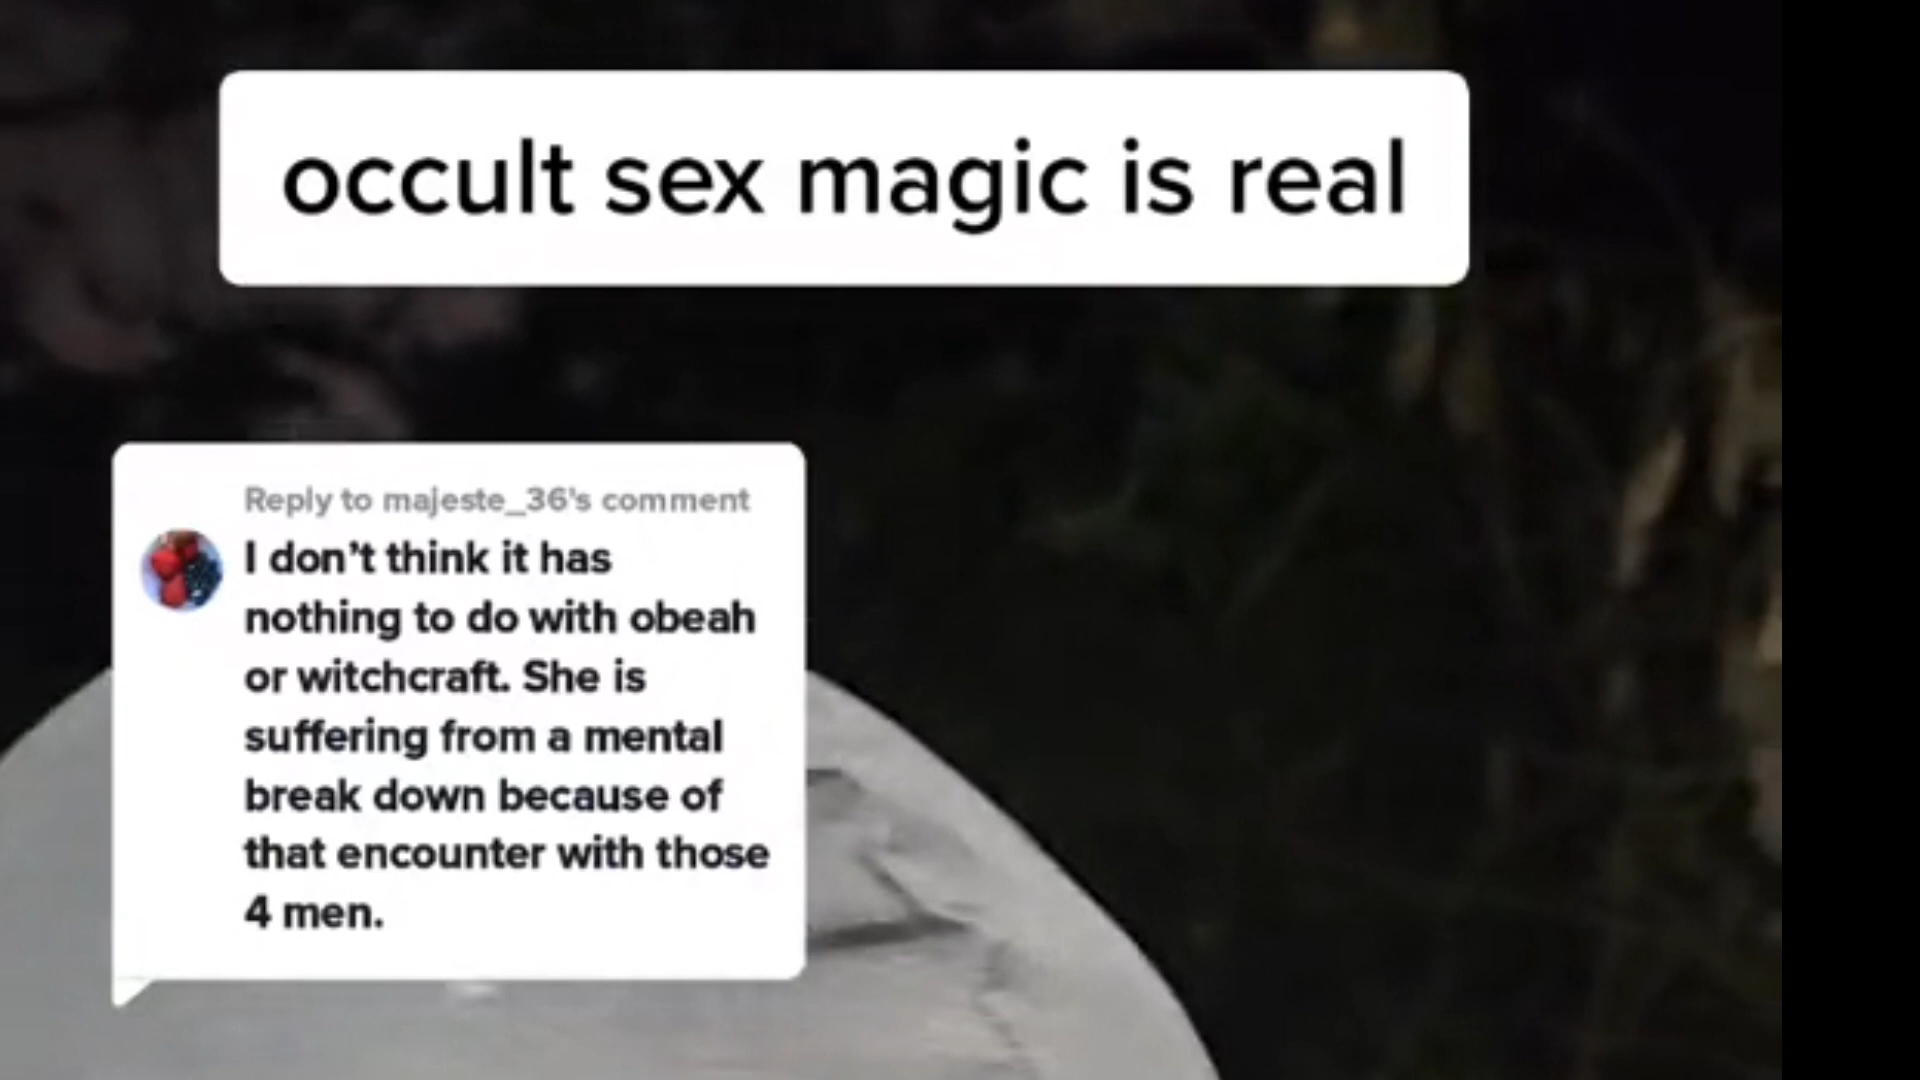 occult sex magic is real
Reply to majeste_36's comment
I don’t think it has
nothing to do with obeah
or witchcraft. She is
suffering from a mental
break down because of
that encounter with those
4 men.